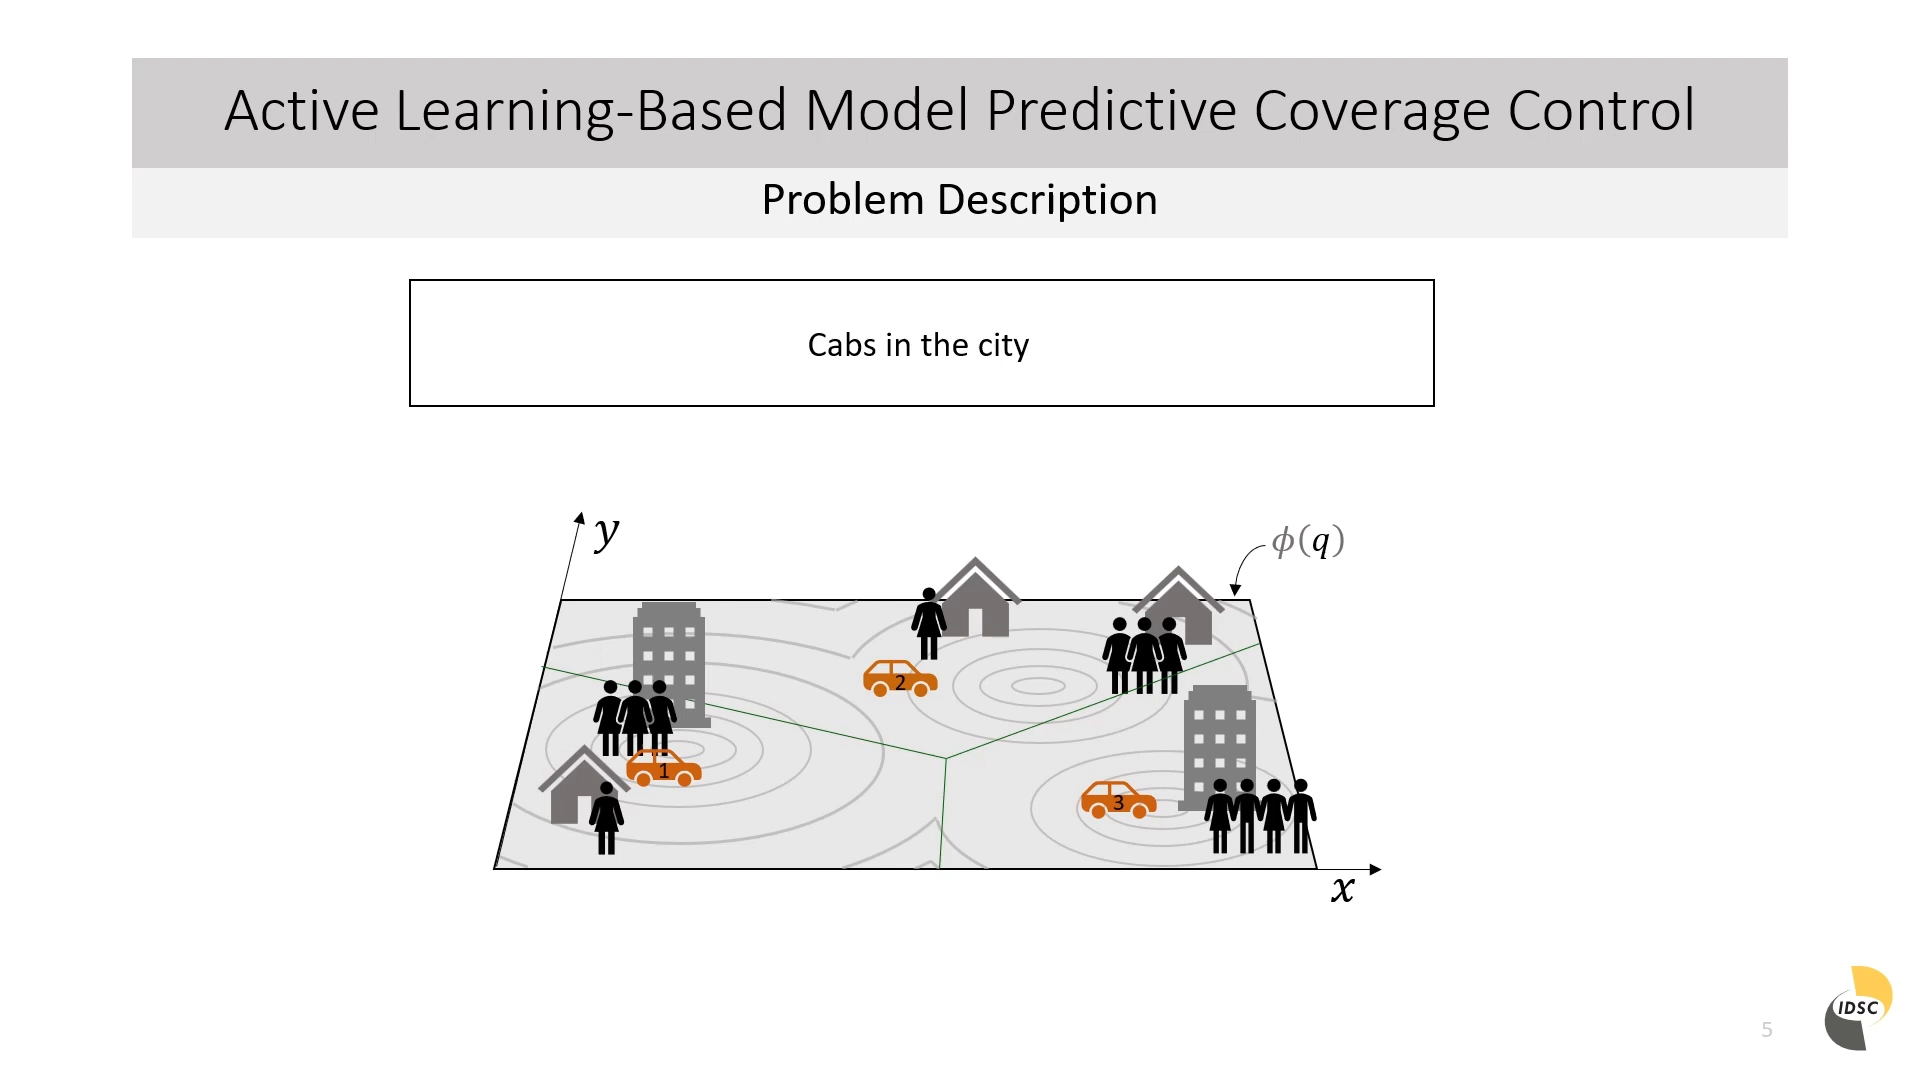 Active Learning-Based Model Predictive Coverage Control
Problem Description
Cabs in the city
y
ϕ(q)
2
1
3
x
IDSC
5